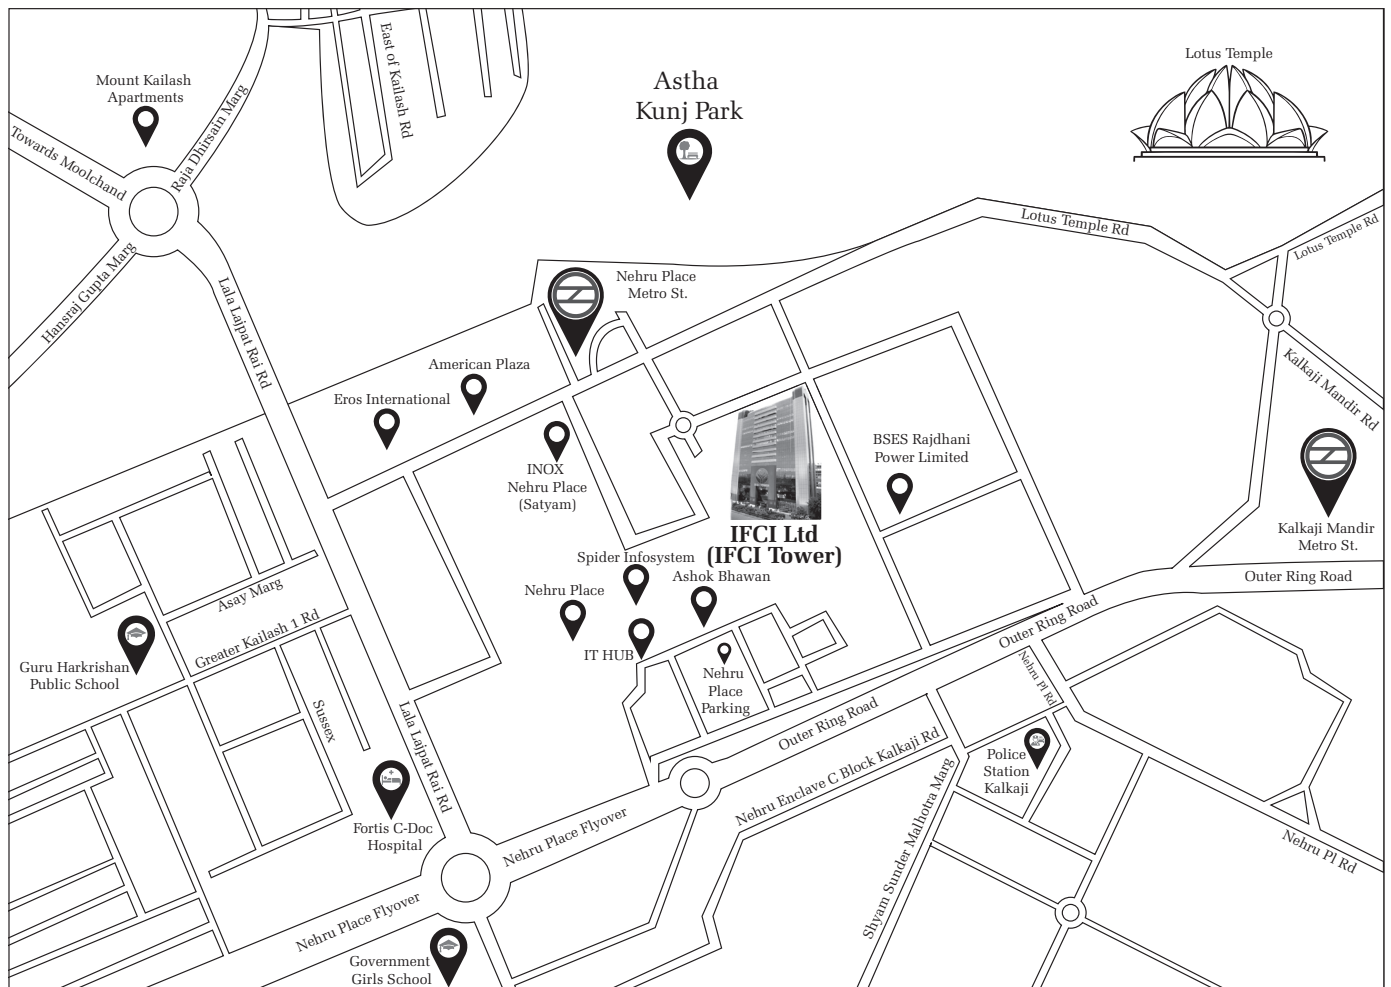 Lotus Temple
Mount Kailash
Apartments
East of Kailash Rd
Astha
Kunj Park
Raja Dhirsain Marg
Towards Moolchand
Lotus Temple Rd
Lotus Temple Rd
Hansraj Gupta Marg
Lala Lajpat Rai Rd
Nehru Place
Metro St.
American Plaza
Eros International
Kalkaji Mandir Rd
BSES Rajdhani
Power Limited
INOX
Nehru Place
(Satyam)
IFCI Ltd
(IFCI Tower)
Kalkaji Mandir
Metro St.
Spider Infosystem
Ashok Bhawan
Nehru Place
Outer Ring Road
Asay Marg
Greater Kailash 1 Rd
Outer Ring Road
IT HUB
Guru Harkrishan
Public School
Nehru
Place
Parking
Nehru Pl Rd
Sussex
Lala Lajpat Rai Rd
Outer Ring Road
Nehru Enclave C Block Kalkaji Rd
Police
Station
Kalkaji
Shyam Sunder Malhotra Marg
Fortis C-Doc
Hospital
Nehru Place Flyover
Nehru Pl Rd
Nehru Place Flyover
Government
Girls School